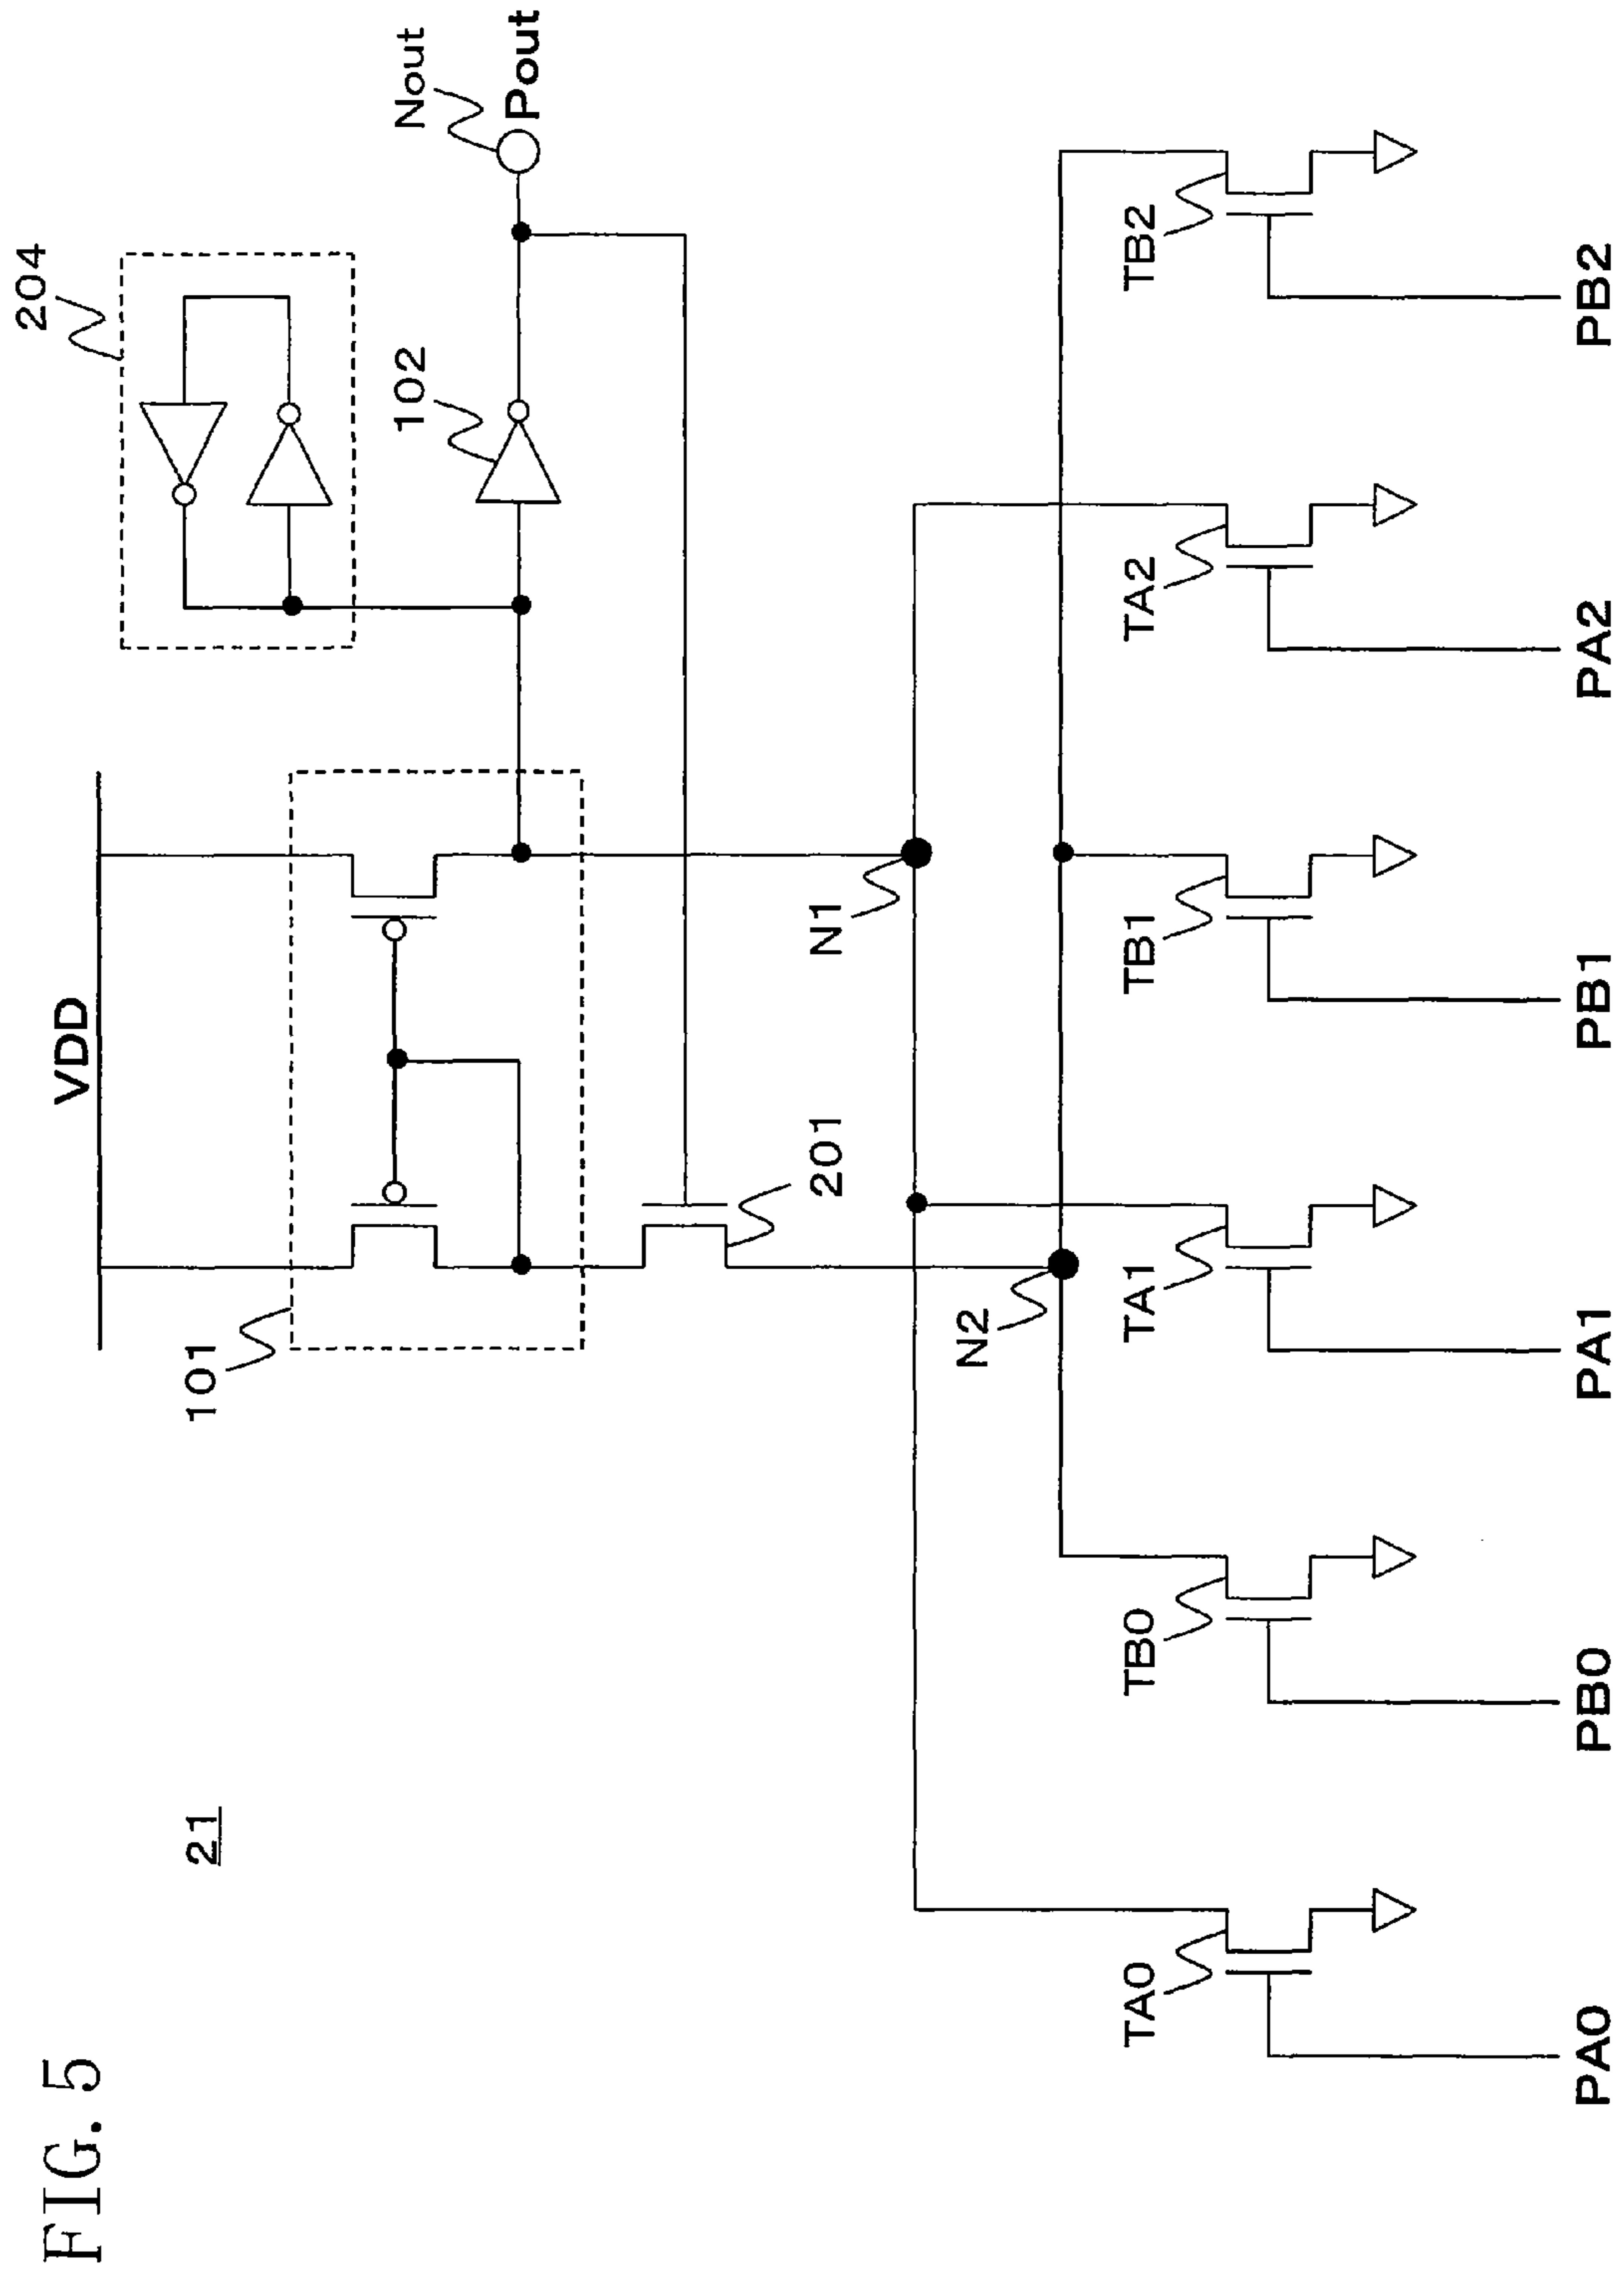 FIG. 5
21
VDD
101
204
Nout
Pout
102
201
N1
N2
TA0
TB0
TA1
TB1
TA2
TB2
PA0
PB0
PA1
PB1
PA2
PB2